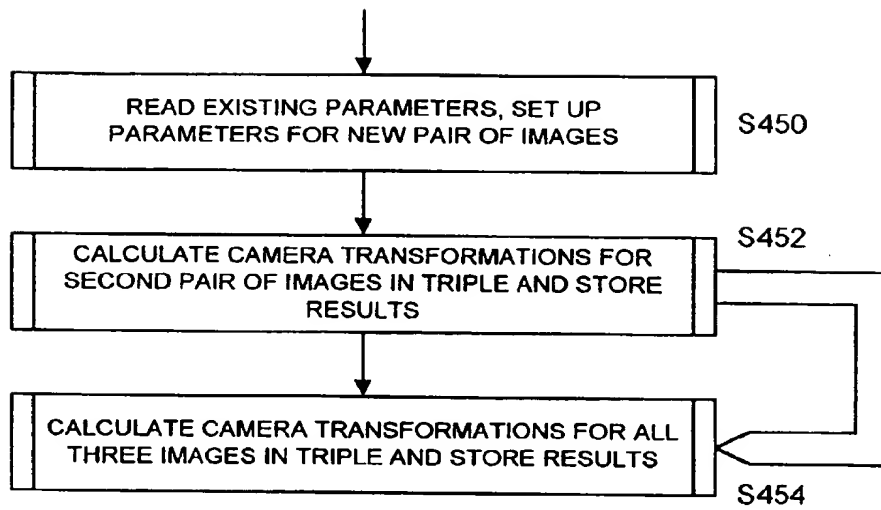 READ EXISTING PARAMETERS, SET UP
PARAMETERS FOR NEW PAIR OF IMAGES
S450
S452
CALCULATE CAMERA TRANSFORMATIONS FOR
SECOND PAIR OF IMAGES IN TRIPLE AND STORE
RESULTS
CALCULATE CAMERA TRANSFORMATIONS FOR ALL
THREE IMAGES IN TRIPLE AND STORE RESULTS
S454